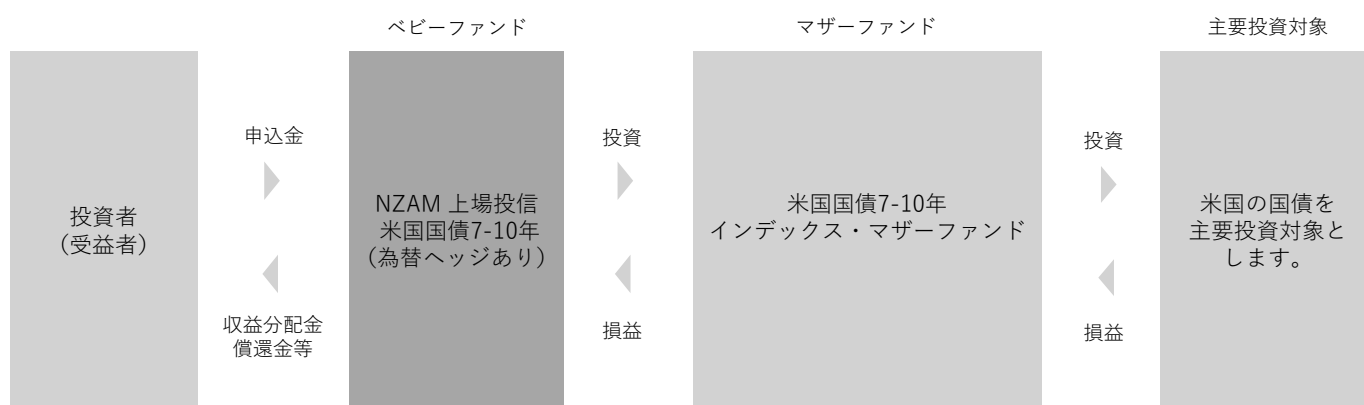 ベビーファンド
マザーファンド
主要投資対象
投資者
(受益者)
申込金
収益分配金
償還金等
NZAM 上場投信
米国国債7-10年
(為替ヘッジあり)
投資
損益
米国国債7-10年
インデックス・マザーファンド
投資
損益
米国の国債を
主要投資対象と
します。